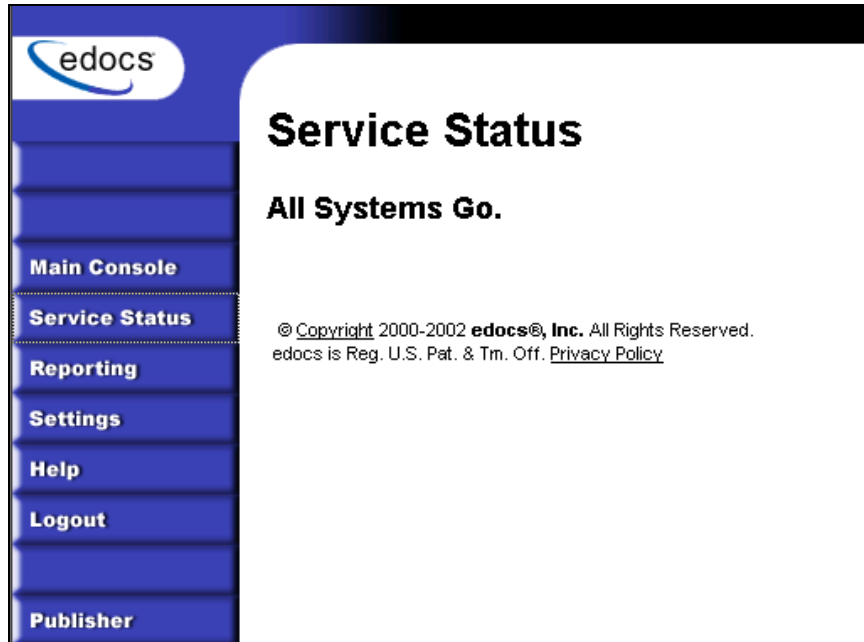 edocs
Service Status
All Systems Go.
Main Console
Service Status
Reporting
Settings
Help
Logout
Publisher
© Copyright 2000-2002 edocs®, Inc. All Rights Reserved.
edocs is Reg. U.S. Pat. & Tm. Off. Privacy Policy